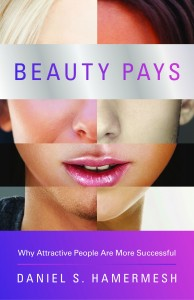 BEAUTY PAYS
Why Attractive People Are More Successful
DANIEL S. HAMERMESH